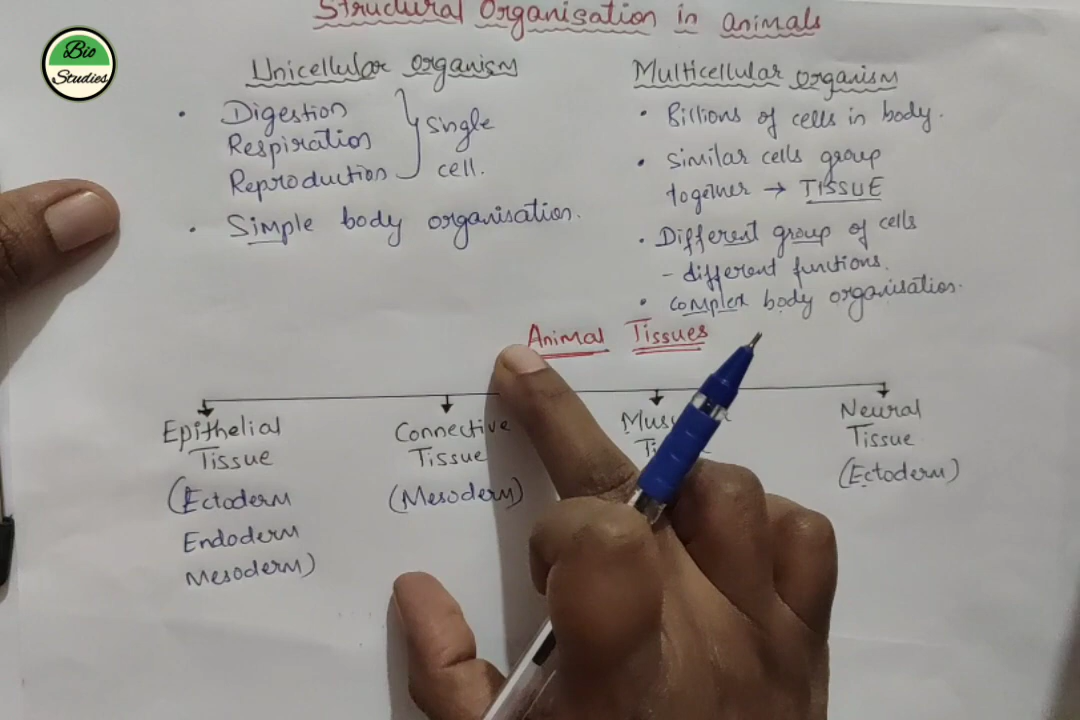 Structural Organisation in animals
Bio
Studies
Unicellular organism
• Digestion
Respiration
Reproduction
Single
cell.
• Simple body organisation.
Multicellular organism
• Billions of cells in body.
• Similar cells group
together → TISSUE
• Different group of cells
- different functions.
• complex body organisation.
Animal Tissues
Epithelial
Tissue
(Ectoderm
Endoderm
Mesoderm)
Connective
Tissue
(Mesoderm)
Neural
Tissue
(Ectoderm)